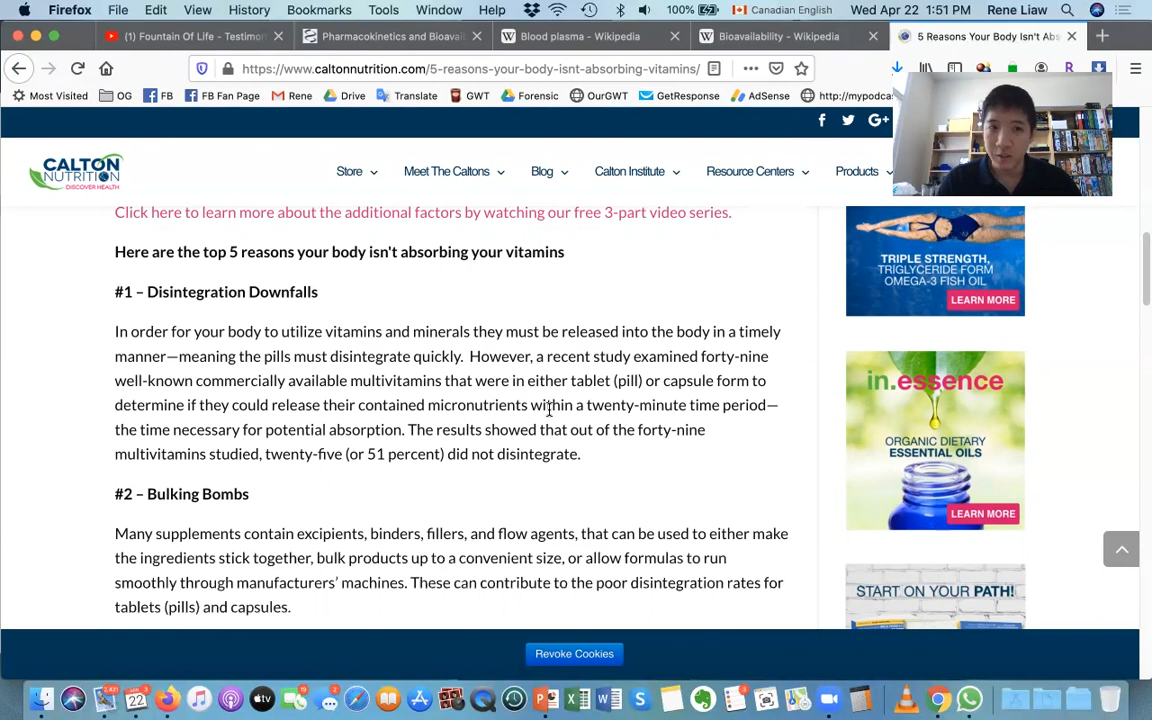 Firefox File Edit View History Bookmarks Tools Window Help 100% Canadian English Wed Apr 22 1:51 PM Rene Liaw
(1) Fountain Of Life - Testimor Pharmacokinetics and Bioavail Blood plasma - Wikipedia Bioavailability - Wikipedia 5 Reasons Your Body Isn't Abs
https://www.caltonnutrition.com/5-reasons-your-body-isnt-absorbing-vitamins/
Most Visited OG FB FB Fan Page Rene Drive Translate GWT Forensic OurGWT GetResponse AdSense http://mypodc
CALTON
NUTRITION
DISCOVER HEALTH
Store Meet The Caltons Blog Calton Institute Resource Centers Products
Click here to learn more about the additional factors by watching our free 3-part video series.
Here are the top 5 reasons your body isn't absorbing your vitamins
#1 – Disintegration Downfalls
In order for your body to utilize vitamins and minerals they must be released into the body in a timely
manner—meaning the pills must disintegrate quickly. However, a recent study examined forty-nine
well-known commercially available multivitamins that were in either tablet (pill) or capsule form to
determine if they could release their contained micronutrients within a twenty-minute time period—
the time necessary for potential absorption. The results showed that out of the forty-nine
multivitamins studied, twenty-five (or 51 percent) did not disintegrate.
#2 – Bulking Bombs
Many supplements contain excipients, binders, fillers, and flow agents, that can be used to either make
the ingredients stick together, bulk products up to a convenient size, or allow formulas to run
smoothly through manufacturers' machines. These can contribute to the poor disintegration rates for
tablets (pills) and capsules.
TRIPLE STRENGTH,
TRIGLYCERIDE FORM
OMEGA-3 FISH OIL
LEARN MORE
in.essence
ORGANIC DIETARY
ESSENTIAL OILS
LEARN MORE
START ON YOUR PATH!
Revoke Cookies